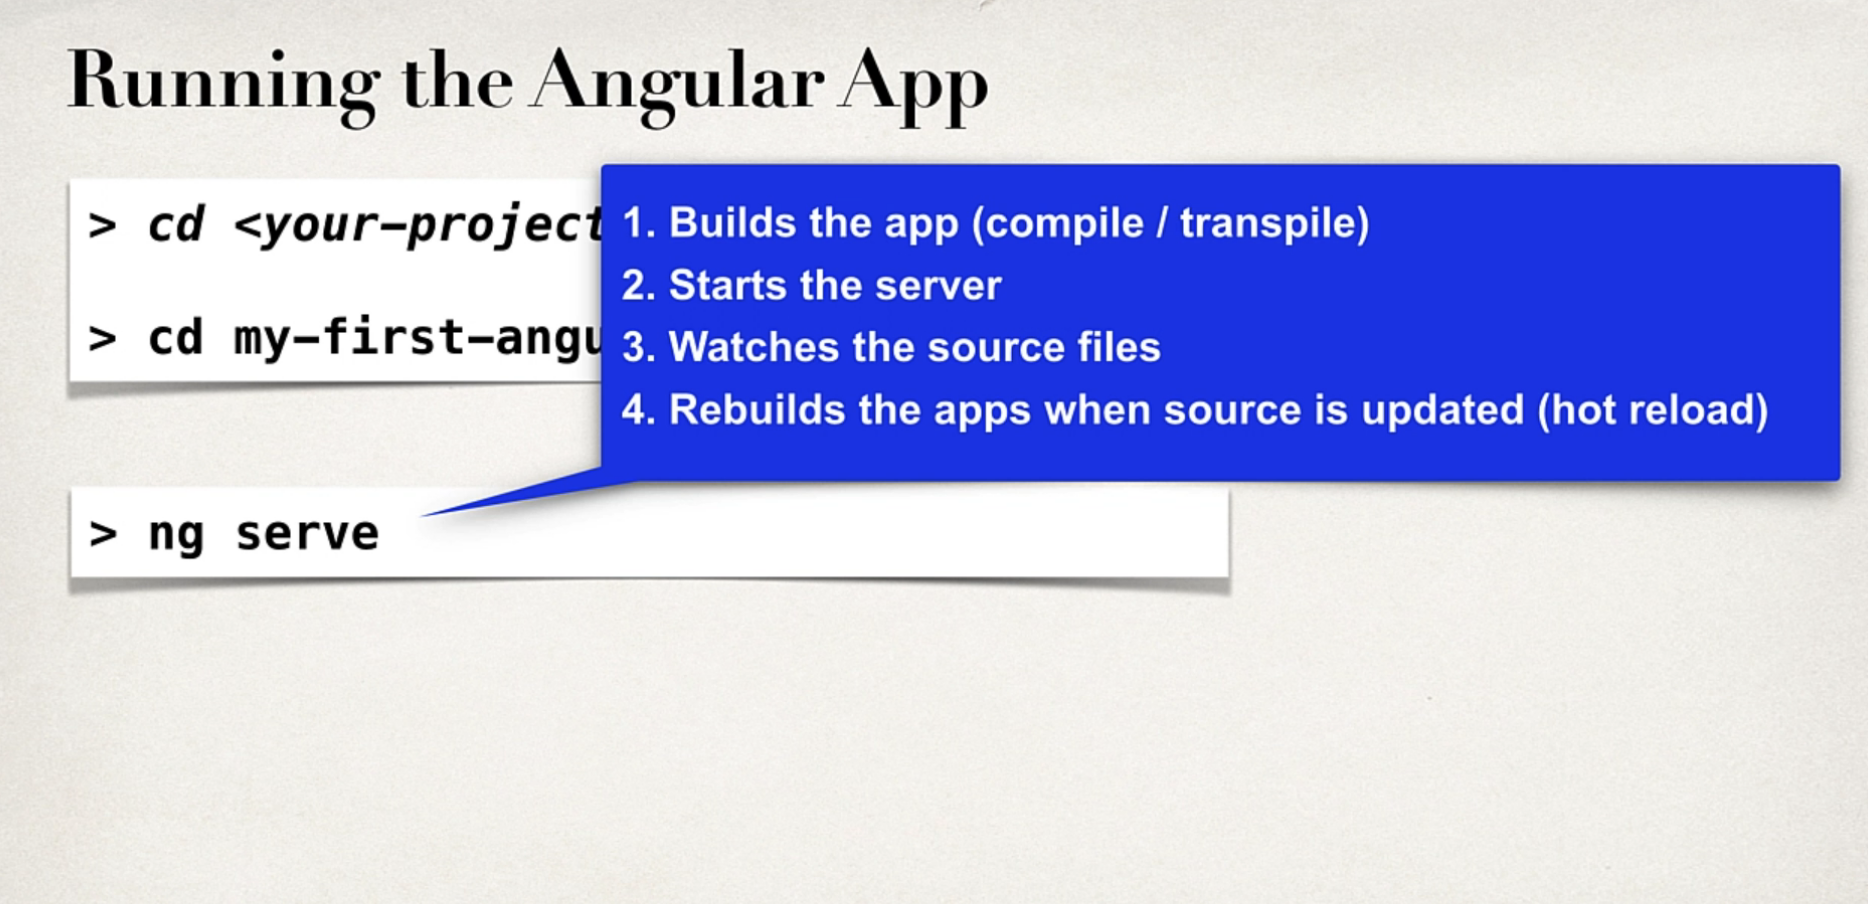 Running the Angular App
> cd <your-project
> cd my-first-angu
1. Builds the app (compile / transpile)
2. Starts the server
3. Watches the source files
4. Rebuilds the apps when source is updated (hot reload)
> ng serve